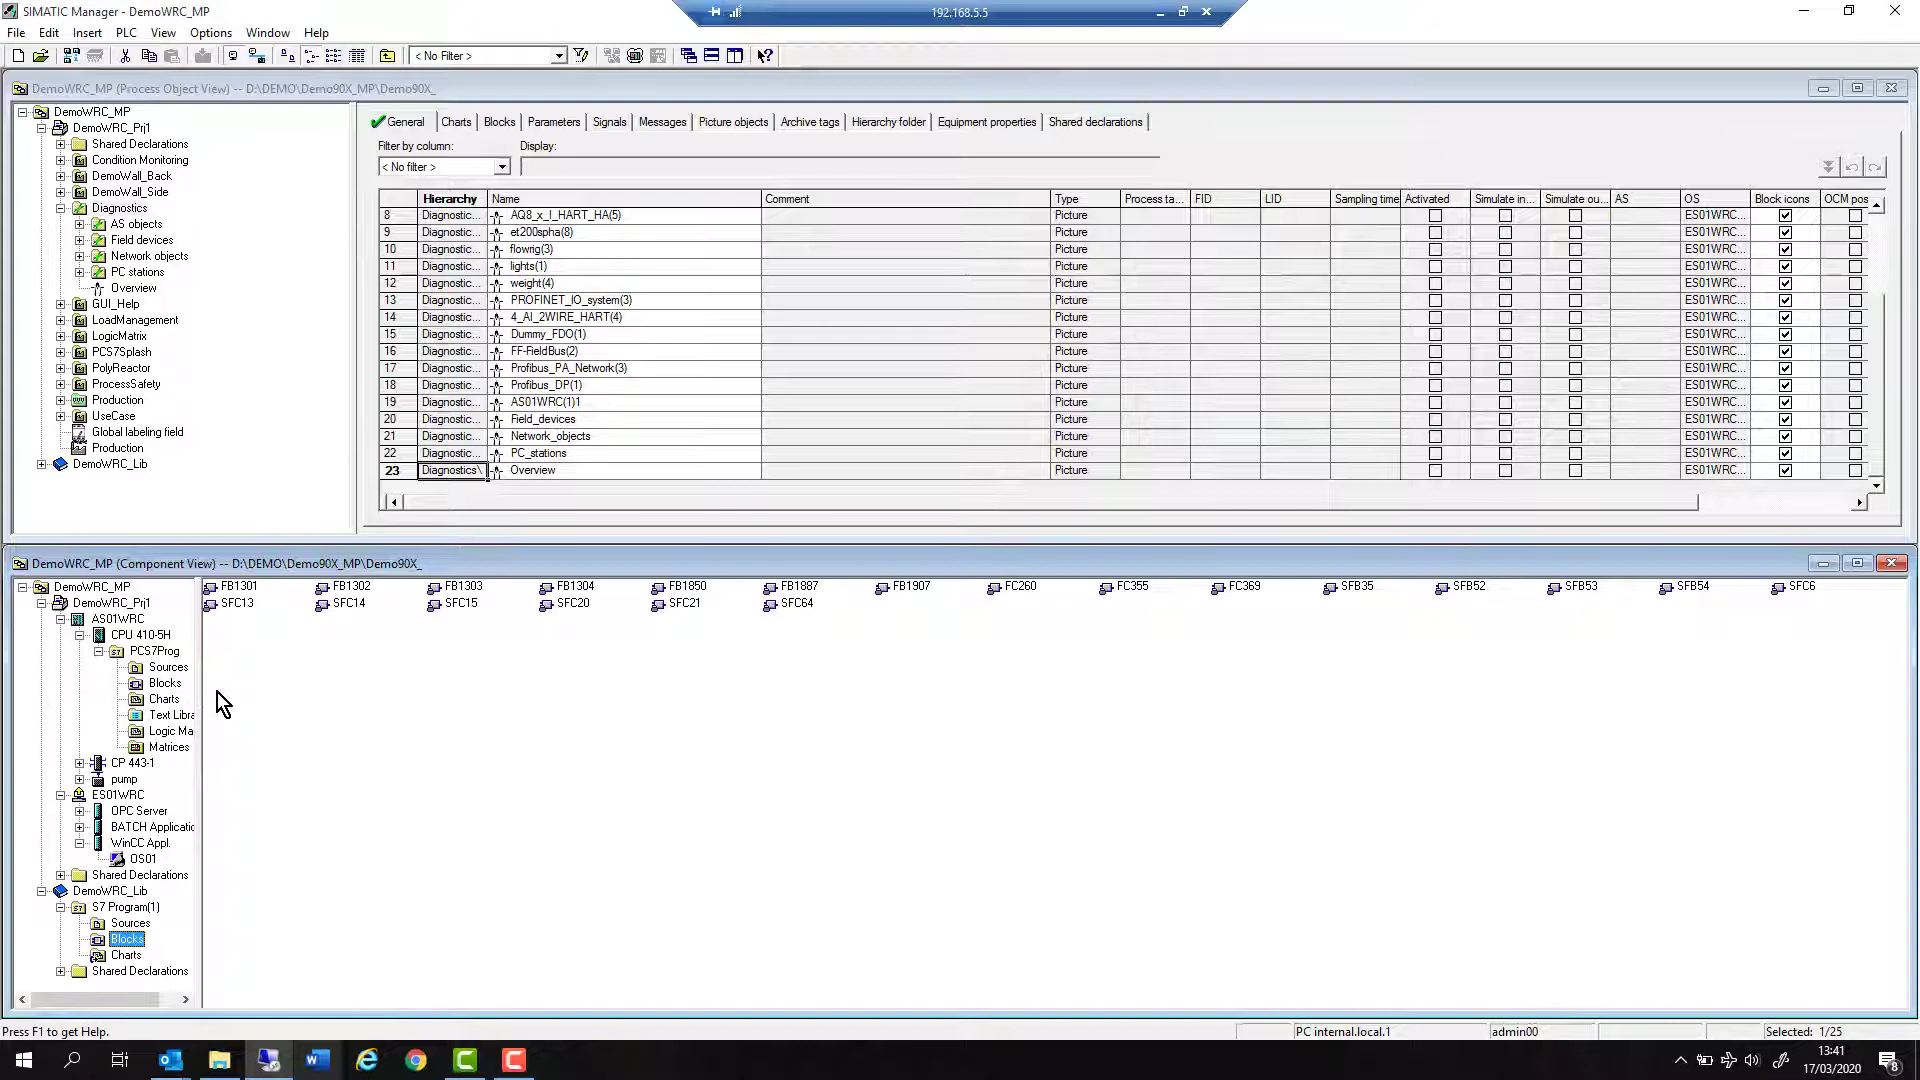 SIMATIC Manager - DemoWRC_MP
192.168.5.5
File Edit Insert PLC View Options Window Help
< No Filter >
DemoWRC_MP (Process Object View) -- D:\DEMO\Demo90X_MP\Demo90X_
DemoWRC_MP
DemoWRC_Prj1
Shared Declarations
Condition Monitoring
DemoWall_Back
DemoWall_Side
Diagnostics
AS objects
Field devices
Network objects
PC stations
Overview
GUI_Help
LoadManagement
LogicMatrix
PCS7Splash
PolyReactor
ProcessSafety
Production
UseCase
Global labeling field
Production
DemoWRC_Lib
General Charts Blocks Parameters Signals Messages Picture objects Archive tags Hierarchy folder Equipment properties Shared declarations
Filter by column: Display:
< No filter >
Hierarchy Name Comment Type Process ta... FID LID Sampling time Activated Simulate in... Simulate ou... AS OS Block icons OCM pos
8 Diagnostic... AQ8_x_I_HART_HA(5) Picture ES01WRC...
9 Diagnostic... et200spha(8) Picture ES01WRC...
10 Diagnostic... flowrig(3) Picture ES01WRC...
11 Diagnostic... lights(1) Picture ES01WRC...
12 Diagnostic... weight(4) Picture ES01WRC...
13 Diagnostic... PROFINET_IO_system(3) Picture ES01WRC...
14 Diagnostic... 4_AI_2WIRE_HART(4) Picture ES01WRC...
15 Diagnostic... Dummy_FDO(1) Picture ES01WRC...
16 Diagnostic... FF-FieldBus(2) Picture ES01WRC...
17 Diagnostic... Profibus_PA_Network(3) Picture ES01WRC...
18 Diagnostic... Profibus_DP(1) Picture ES01WRC...
19 Diagnostic... AS01WRC(1)1 Picture ES01WRC...
20 Diagnostic... Field_devices Picture ES01WRC...
21 Diagnostic... Network_objects Picture ES01WRC...
22 Diagnostic... PC_stations Picture ES01WRC...
23 Diagnostics\ Overview Picture ES01WRC...
DemoWRC_MP (Component View) -- D:\DEMO\Demo90X_MP\Demo90X_
DemoWRC_MP
DemoWRC_Prj1
AS01WRC
CPU 410-5H
PCS7Prog
Sources
Blocks
Charts
Text Libra
Logic Ma
Matrices
CP 443-1
pump
ES01WRC
OPC Server
BATCH Applicatio
WinCC Appl.
OS01
Shared Declarations
DemoWRC_Lib
S7 Program(1)
Sources
Blocks
Charts
Shared Declarations
FB1301 FB1302 FB1303 FB1304 FB1850 FB1887 FB1907 FC260 FC355 FC369 SFB35 SFB52 SFB53 SFB54 SFC6
SFC13 SFC14 SFC15 SFC20 SFC21 SFC64
Press F1 to get Help.
PC internal.local.1
admin00
Selected: 1/25
13:41
17/03/2020
8